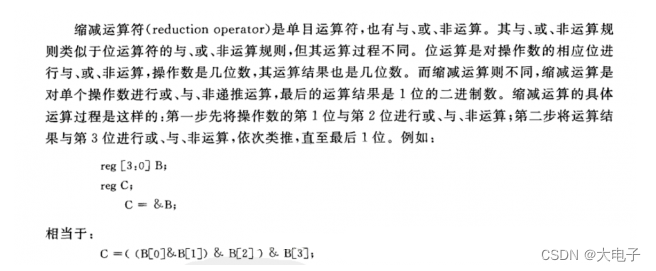 缩减运算符(reduction operator)是单目运算符,也有与、或、非运算。其与、或、非运算规
则类似于位运算符的与、或、非运算规则,但其运算过程不同。位运算是对操作数的相应位进
行与、或、非运算,操作数是几位数,其运算结果也是几位数。而缩减运算则不同,缩减运算是
对单个操作数进行或、与、非递推运算,最后的运算结果是 1 位的二进制数。缩减运算的具体
运算过程是这样的:第一步先将操作数的第 1 位与第 2 位进行或、与、非运算;第二步将运算结
果与第 3 位进行或、与、非运算,依次类推,直至最后 1 位。例如:
reg [3:0] B;
reg C;
C = &B;
相当于:
C =( (B[0]&B[1]) & B[2] ) & B[3];
CSDN @大电子